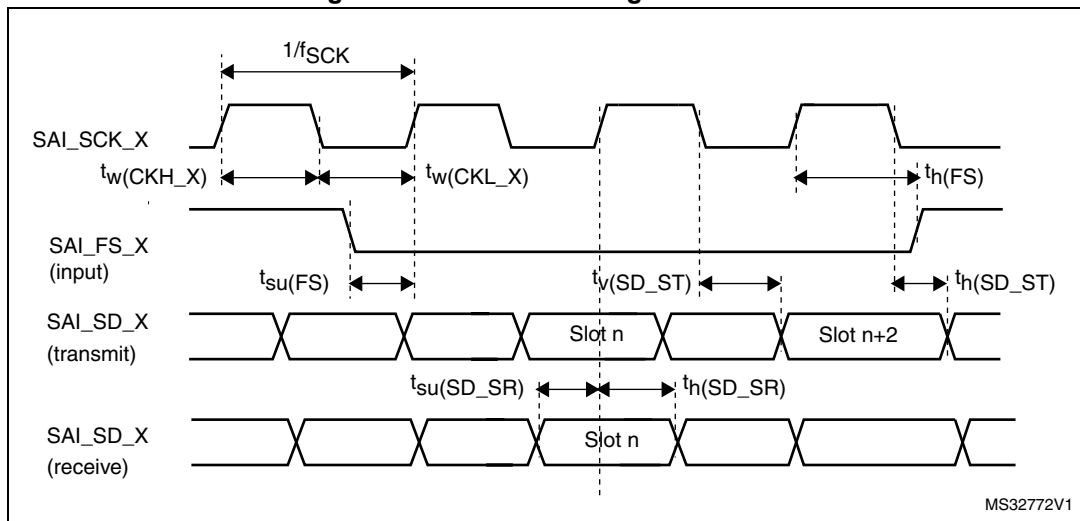 1/fSCK
SAI_SCK_X
tw(CKH_X)
tw(CKL_X)
th(FS)
SAI_FS_X
(input)
tsu(FS)
tv(SD_ST)
th(SD_ST)
SAI_SD_X
(transmit)
Slot n
Slot n+2
tsu(SD_SR)
th(SD_SR)
SAI_SD_X
(receive)
Slot n
MS32772V1